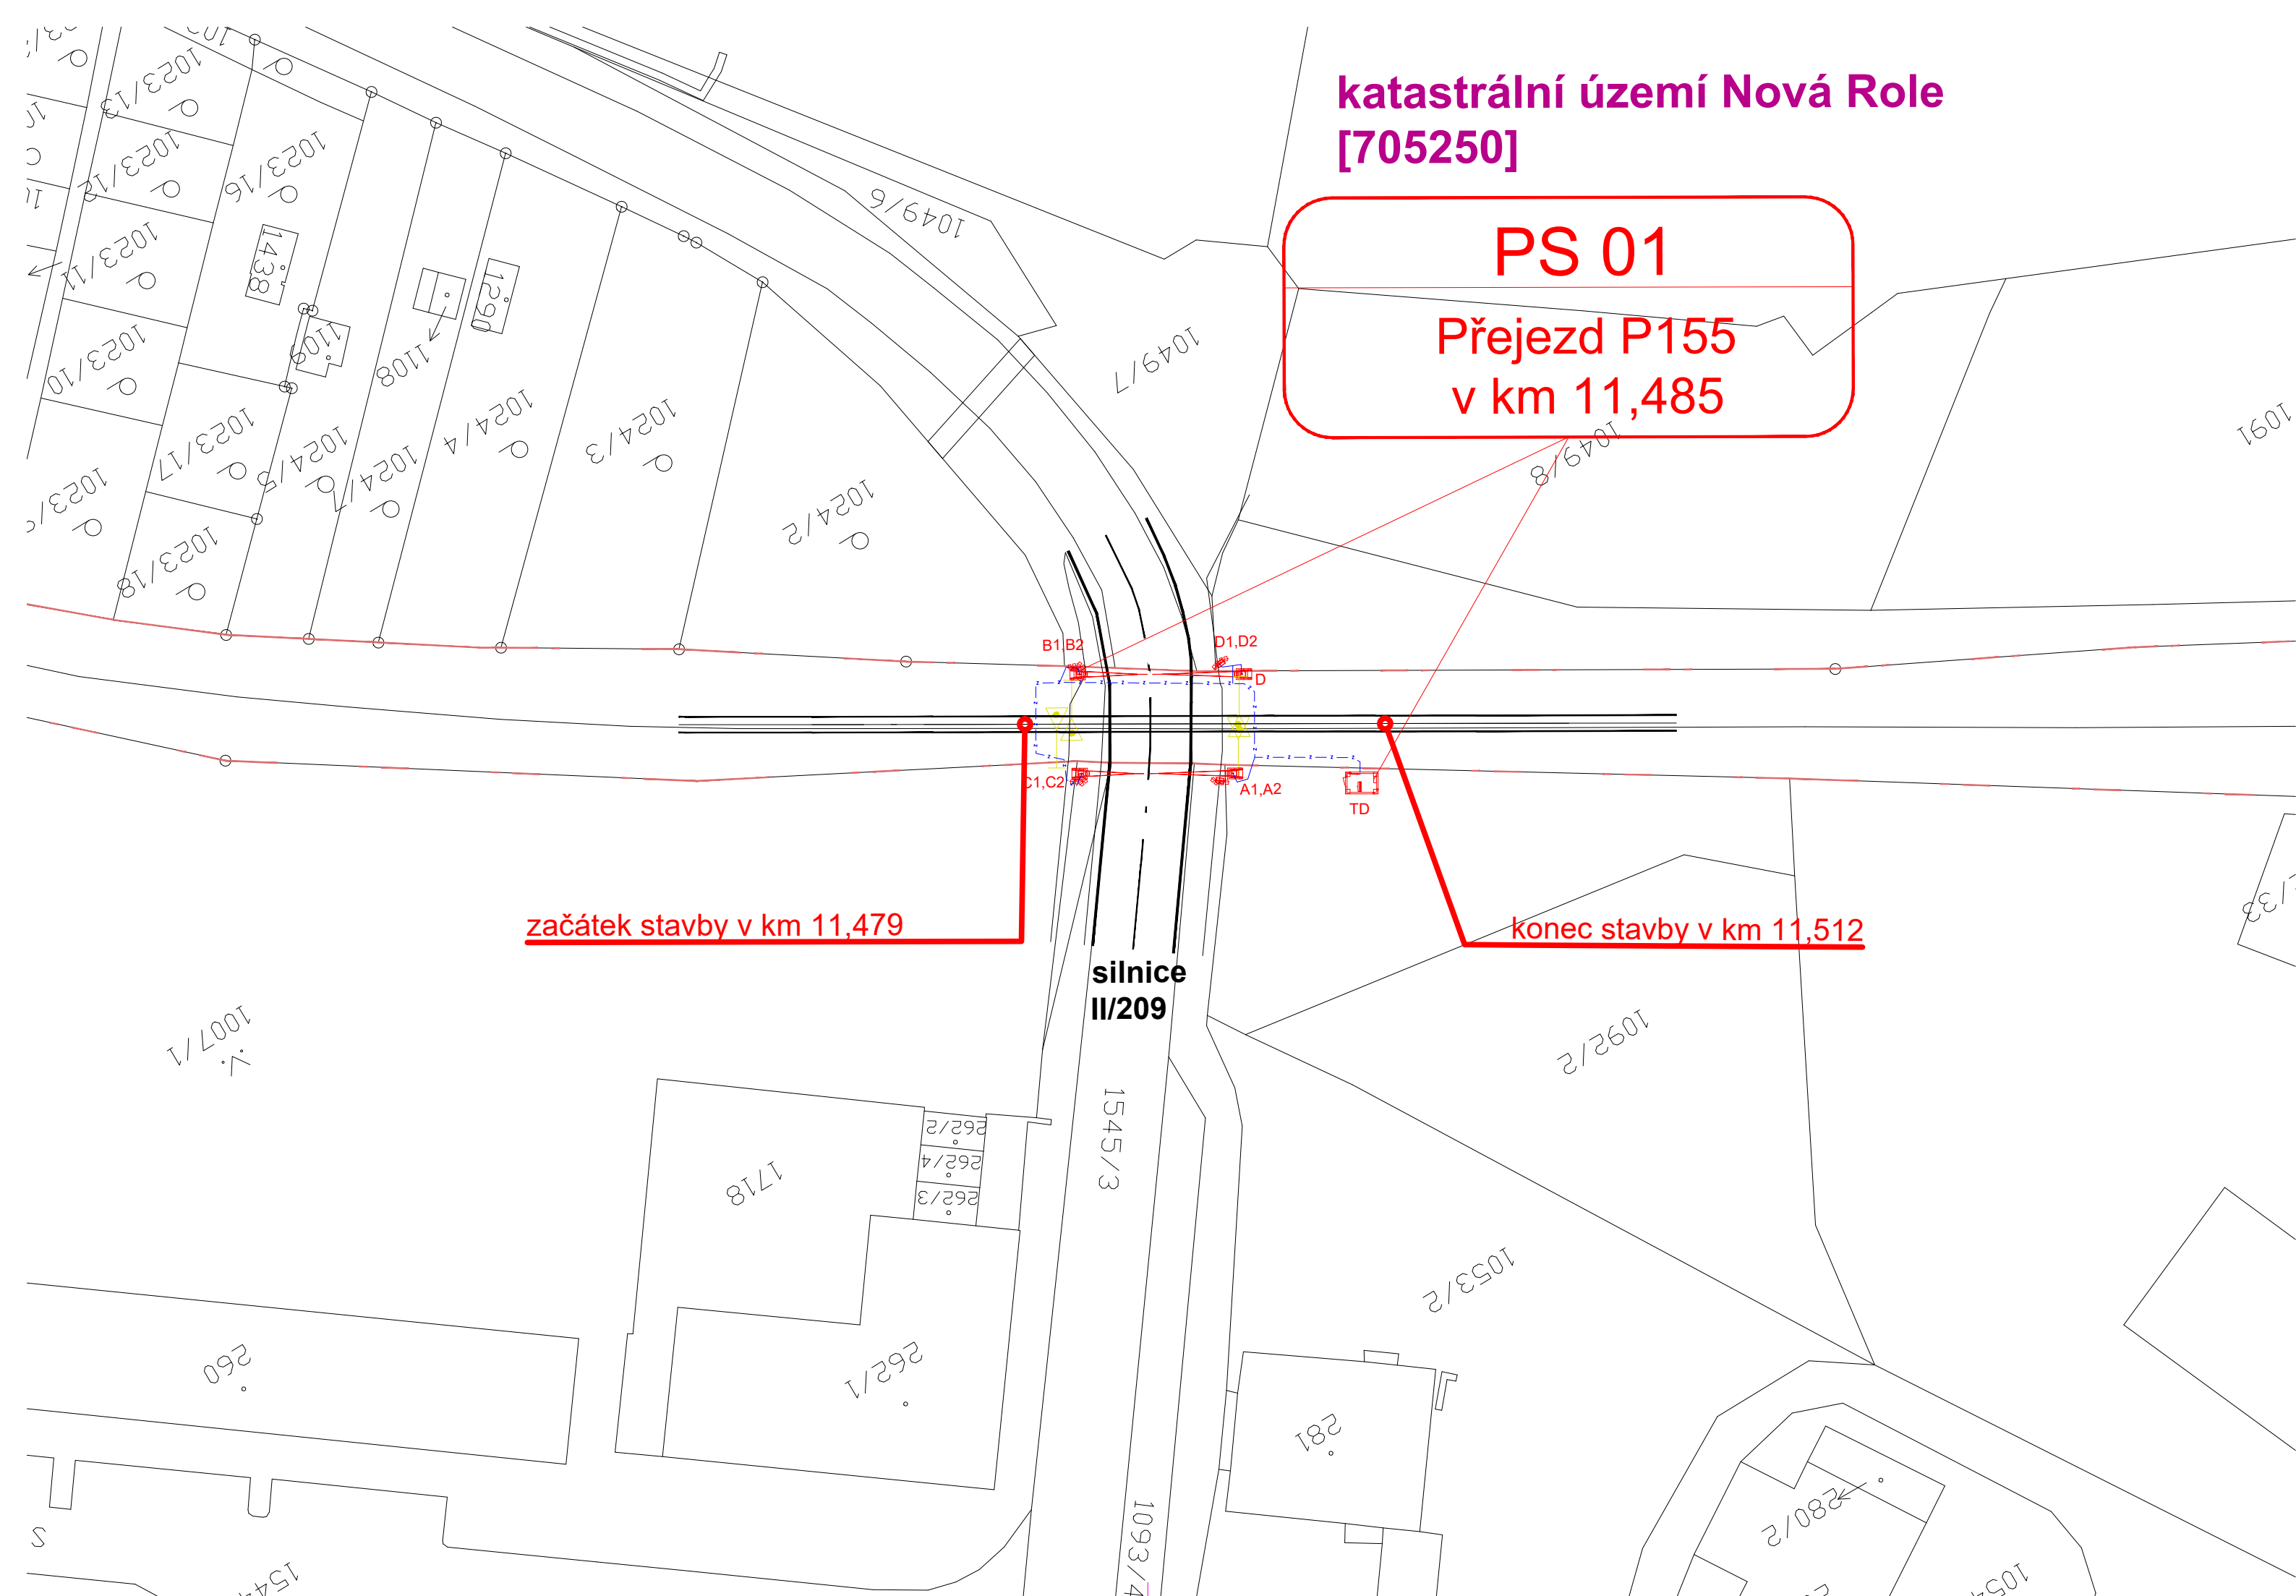 katastrální území Nová Role
[705250]
PS 01
Přejezd P155
v km 11,485
1023/13
1023/12
1023/16
1023/11
1438
1023/10
1109
1108
1290
1023/17
1024/5
1024/7
1024/4
1024/3
1023/18
1024/2
1049/6
1049/7
1049/8
1091
B1,B2
D1,D2
D
C1,C2
A1,A2
TD
začátek stavby v km 11,479
konec stavby v km 11,512
silnice
II/209
1007/1
1092/2
1545/3
262/2
262/4
262/3
1718
1053/2
260
262/1
281
280/2
1093/4